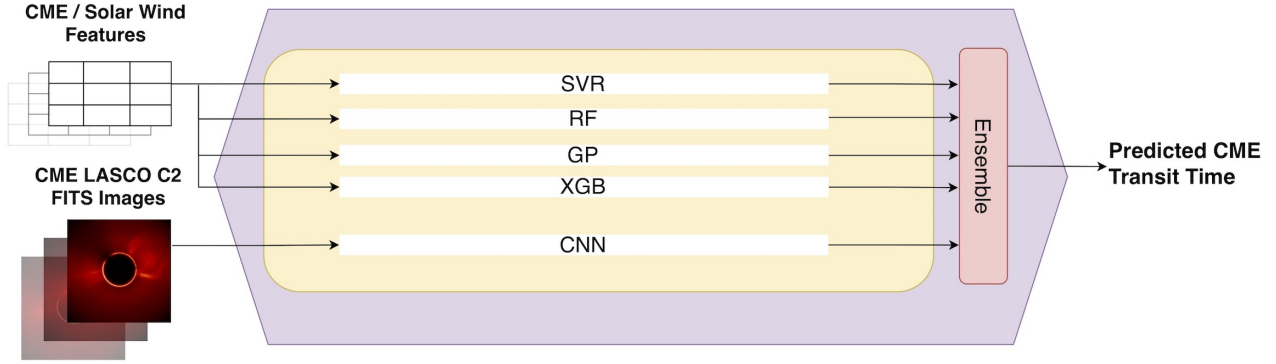 CME / Solar Wind
Features
SVR
RF
GP
XGB
CNN
CME LASCO C2
FITS Images
Ensemble
Predicted CME
Transit Time